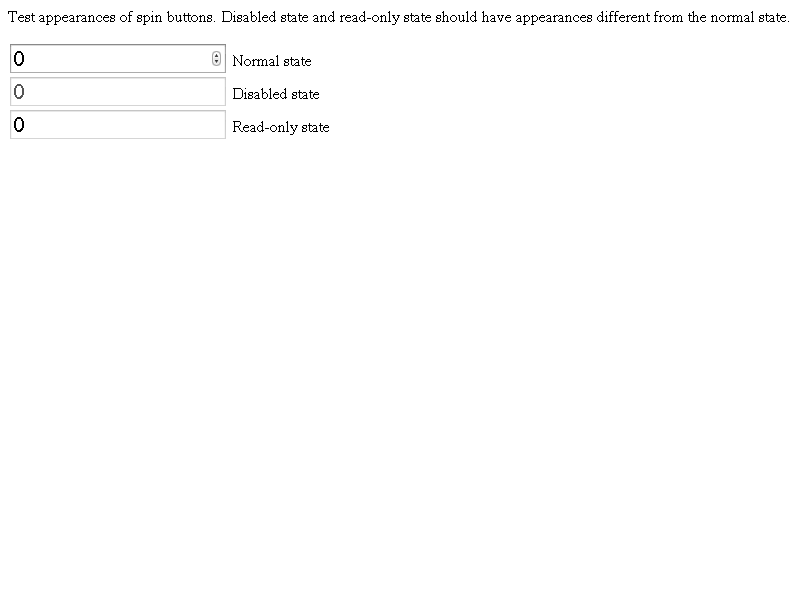 Test appearances of spin buttons. Disabled state and read-only state should have appearances different from the normal state.
0 Normal state
0 Disabled state
0 Read-only state